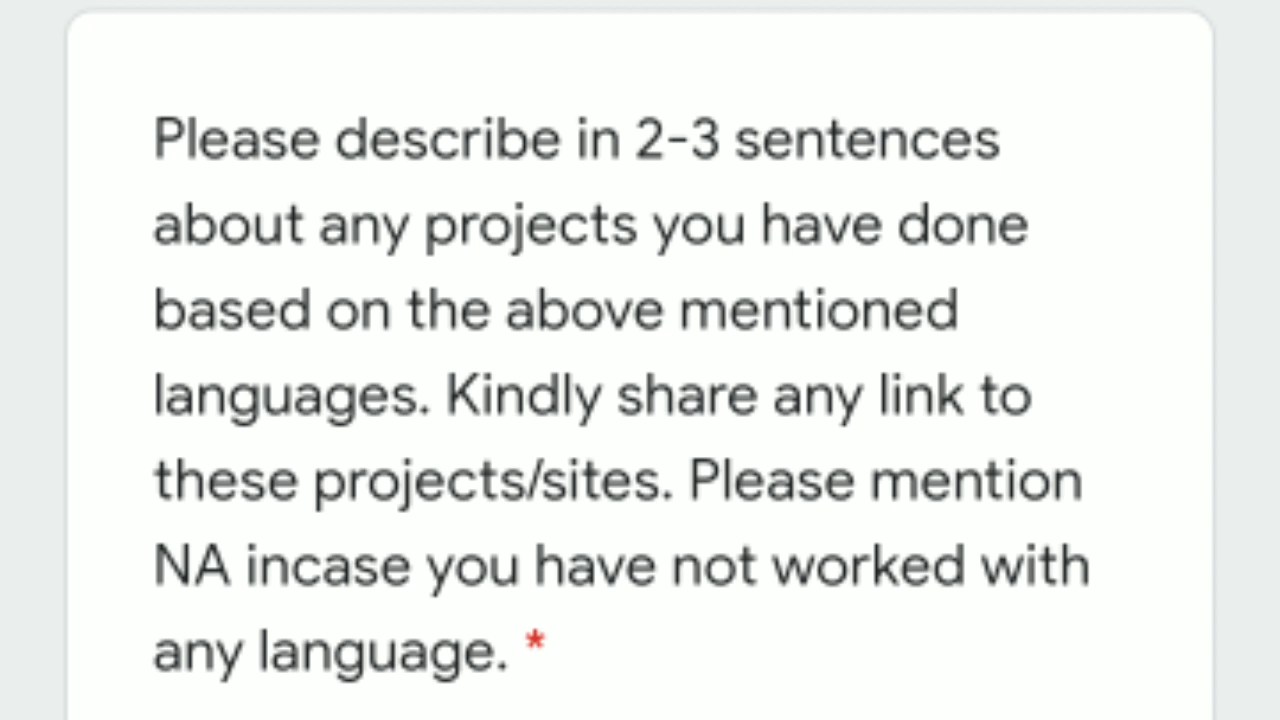 Please describe in 2-3 sentences
about any projects you have done
based on the above mentioned
languages. Kindly share any link to
these projects/sites. Please mention
NA incase you have not worked with
any language. *